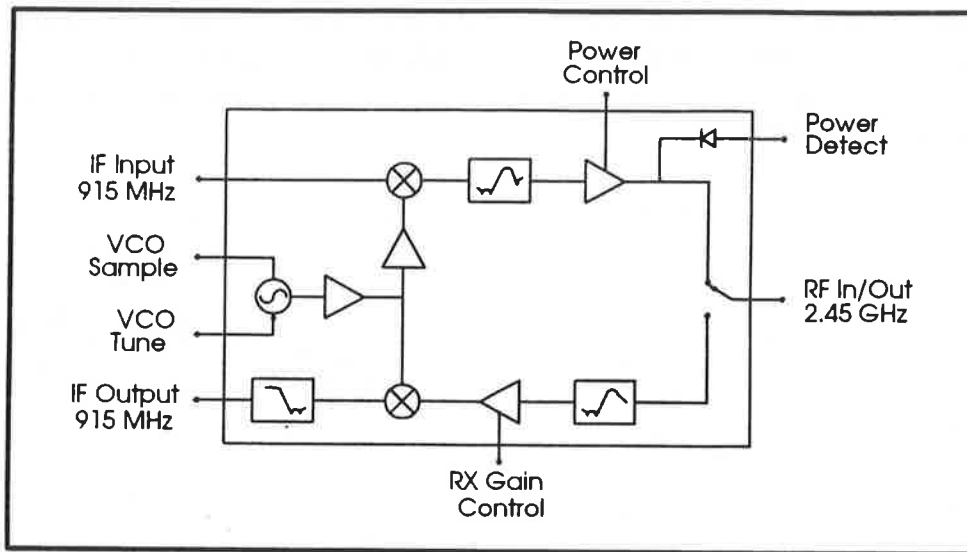 Power
Control
Power
Detect
IF Input
915 MHz
VCO
Sample
RF In/Out
2.45 GHz
VCO
Tune
IF Output
915 MHz
RX Gain
Control